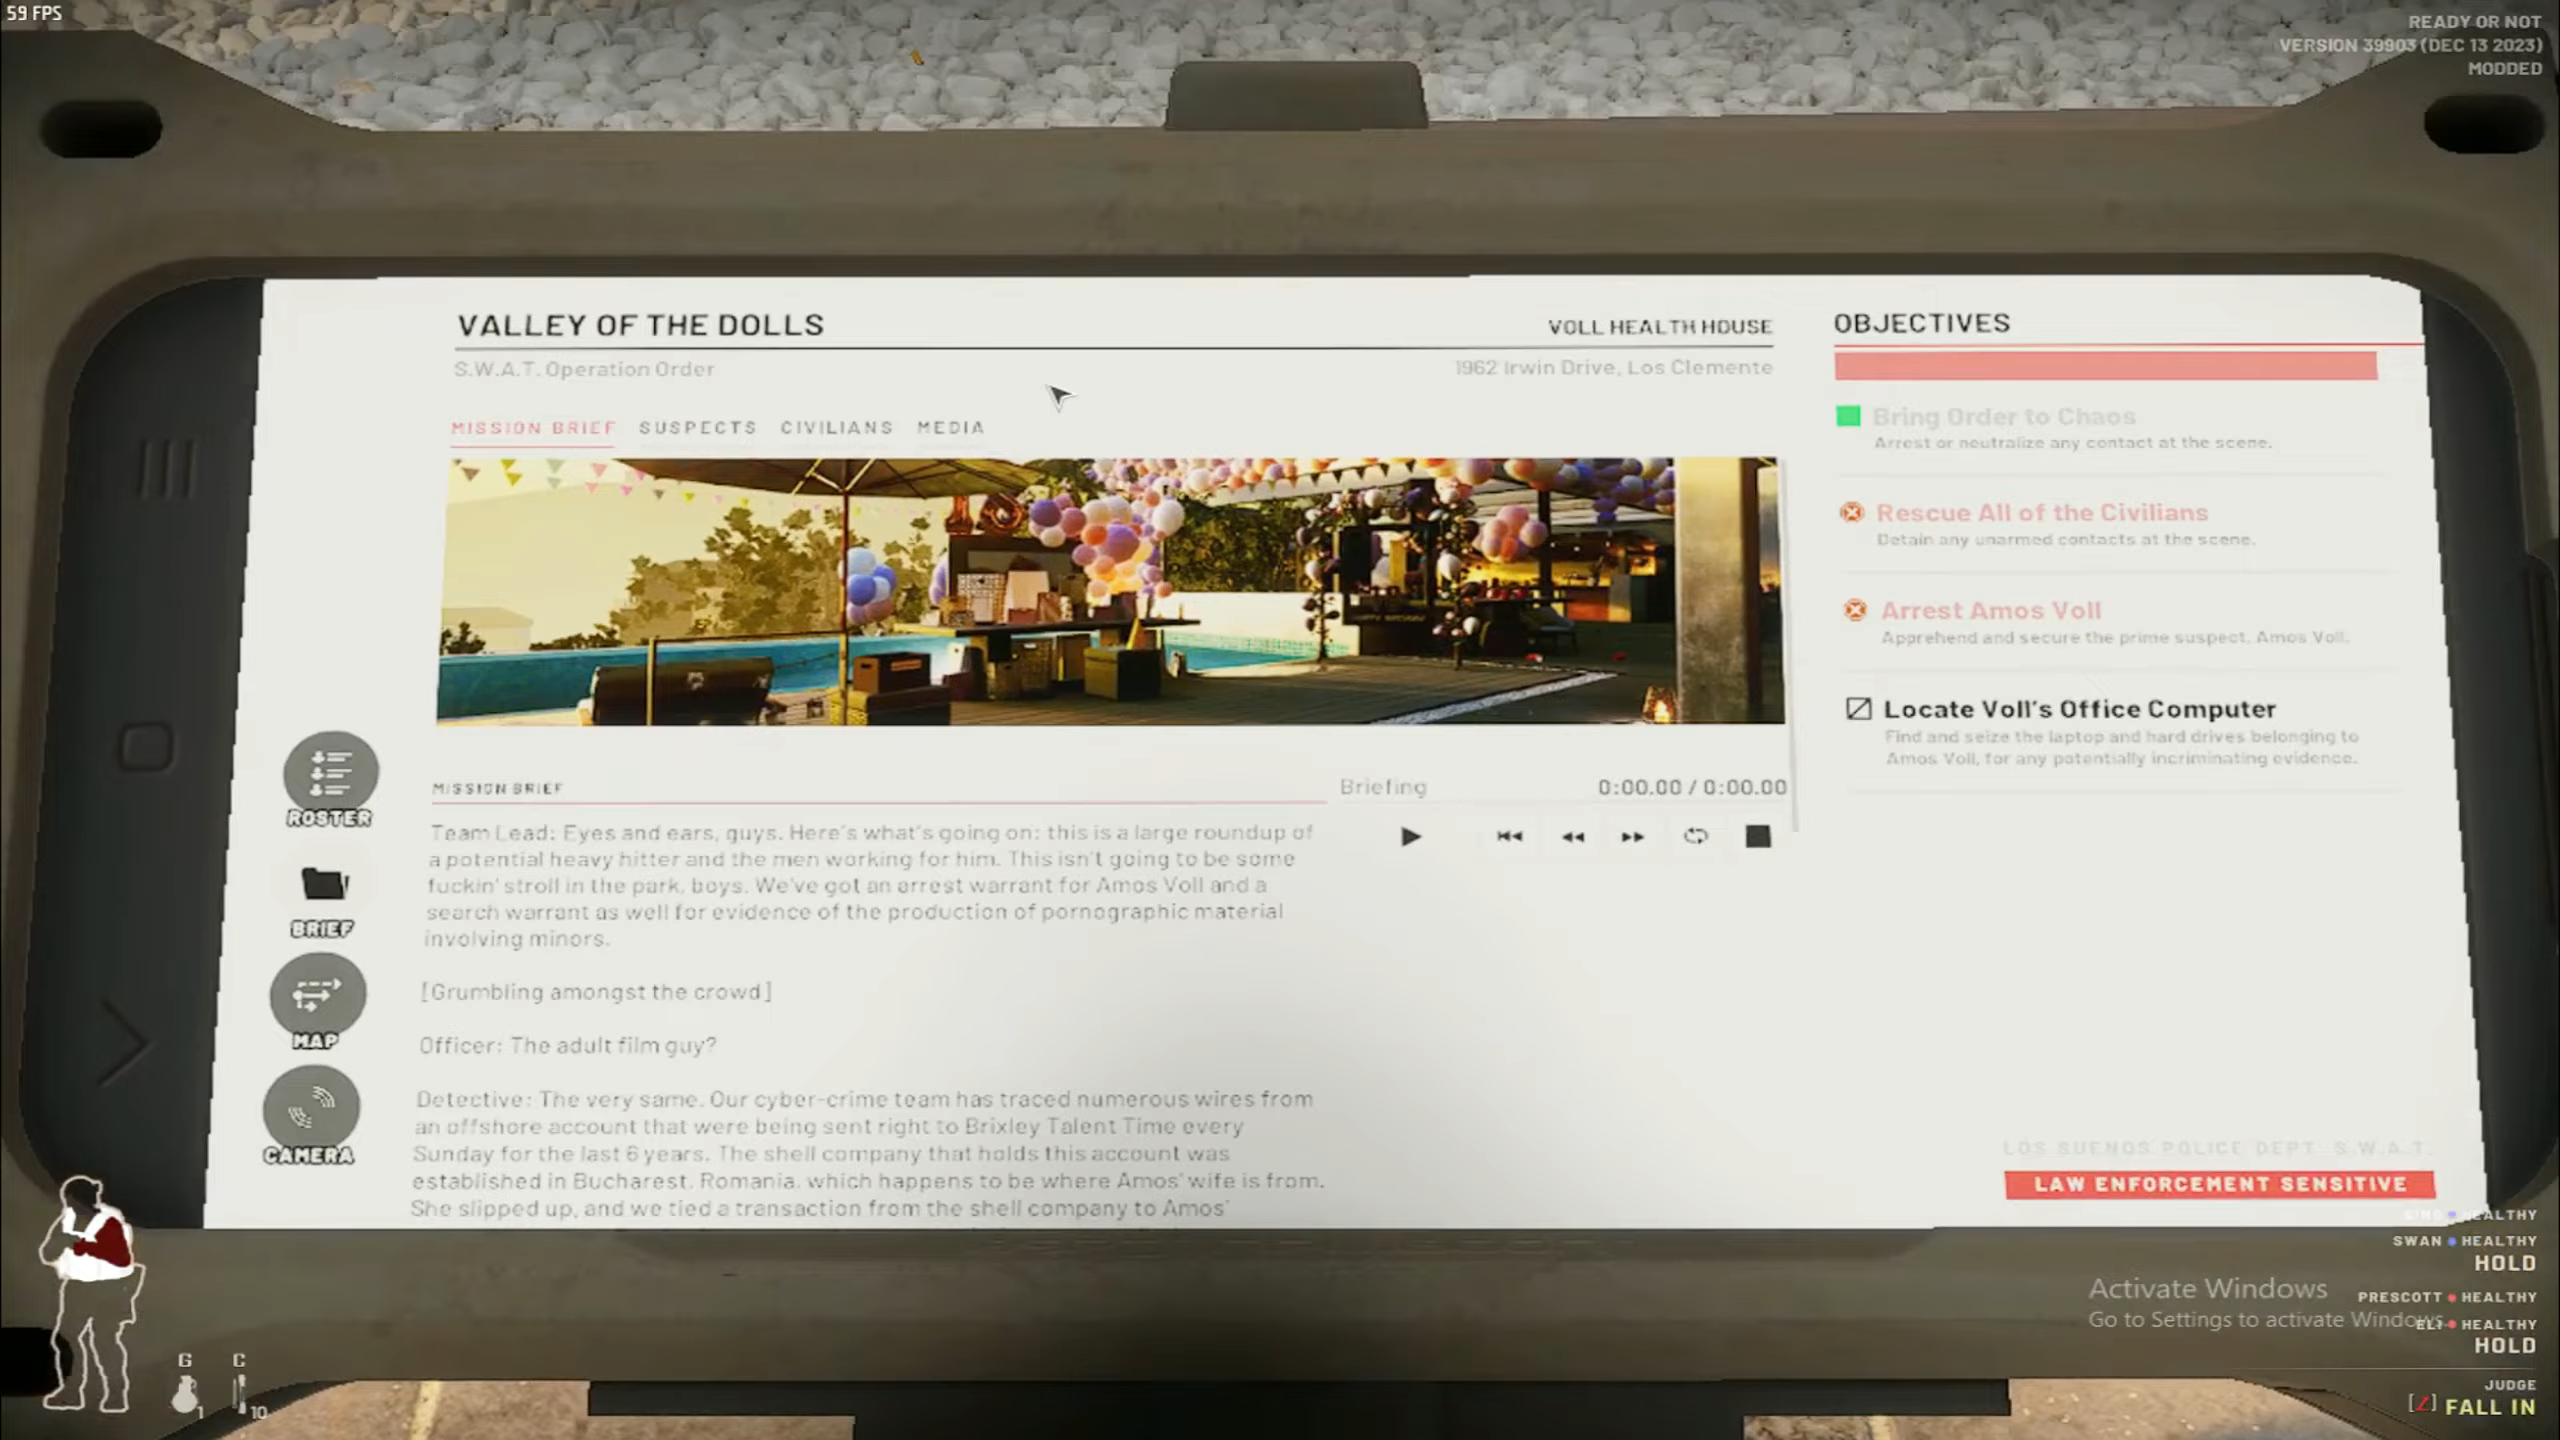 59 FPS
READY OR NOT
VERSION 39903 (DEC 13 2023)
MODDED
VALLEY OF THE DOLLS
VOLL HEALTH HOUSE
S.W.A.T. Operation Order
1962 Irwin Drive, Los Clemente
MISSION BRIEF SUSPECTS CIVILIANS MEDIA
MISSION BRIEF
Briefing
0:00.00 / 0:00.00
Team Lead: Eyes and ears, guys. Here's what's going on: this is a large roundup of
a potential heavy hitter and the men working for him. This isn't going to be some
fuckin' stroll in the park, boys. We've got an arrest warrant for Amos Voll and a
search warrant as well for evidence of the production of pornographic material
involving minors.
[Grumbling amongst the crowd]
Officer: The adult film guy?
Detective: The very same. Our cyber-crime team has traced numerous wires from
an offshore account that were being sent right to Brixley Talent Time every
Sunday for the last 6 years. The shell company that holds this account was
established in Bucharest, Romania, which happens to be where Amos' wife is from.
She slipped up, and we tied a transaction from the shell company to Amos'
OBJECTIVES
Bring Order to Chaos
Arrest or neutralize any contact at the scene.
Rescue All of the Civilians
Detain any unarmed contacts at the scene.
Arrest Amos Voll
Apprehend and secure the prime suspect, Amos Voll.
Locate Voll's Office Computer
Find and seize the laptop and hard drives belonging to
Amos Voll, for any potentially incriminating evidence.
LOS SUENOS POLICE DEPT. S.W.A.T.
LAW ENFORCEMENT SENSITIVE
ROSTER
BRIEF
MAP
CAMERA
HEALTHY
SWAN HEALTHY
HOLD
PRESCOTT HEALTHY
ELI HEALTHY
HOLD
JUDGE
[Z] FALL IN
Activate Windows
Go to Settings to activate Windows.
G C
1 10